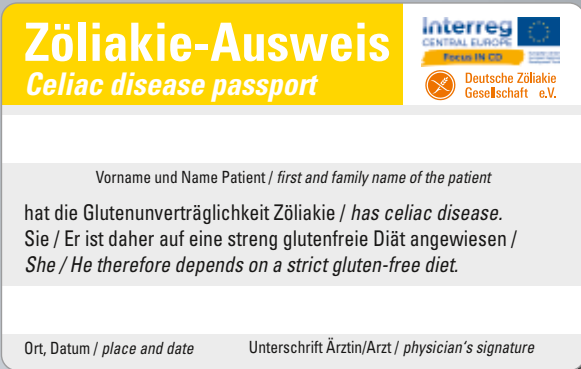 Zöliakie-Ausweis
Celiac disease passport
Interreg
CENTRAL EUROPE
Focus IN CD
Deutsche Zöliakie
Gesellschaft e.V.
Vorname und Name Patient / first and family name of the patient
hat die Glutenunverträglichkeit Zöliakie / has celiac disease.
Sie / Er ist daher auf eine streng glutenfreie Diät angewiesen /
She / He therefore depends on a strict gluten-free diet.
Ort, Datum / place and date
Unterschrift Ärztin/Arzt / physician's signature